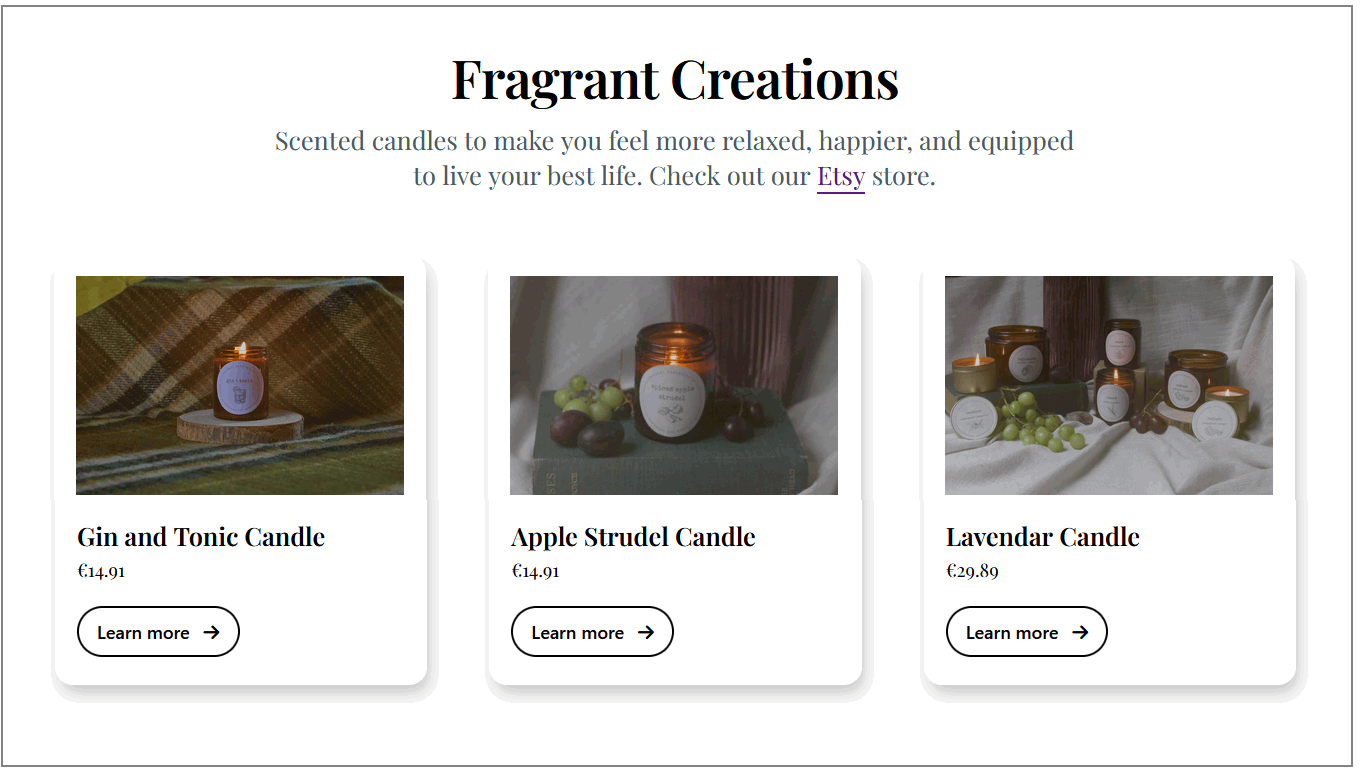 Fragrant Creations
Scented candles to make you feel more relaxed, happier, and equipped
to live your best life. Check out our Etsy store.
apple
strudel
Gin and Tonic Candle
€14.91
Learn more →
Apple Strudel Candle
€14.91
Learn more →
Lavendar Candle
€29.89
Learn more →